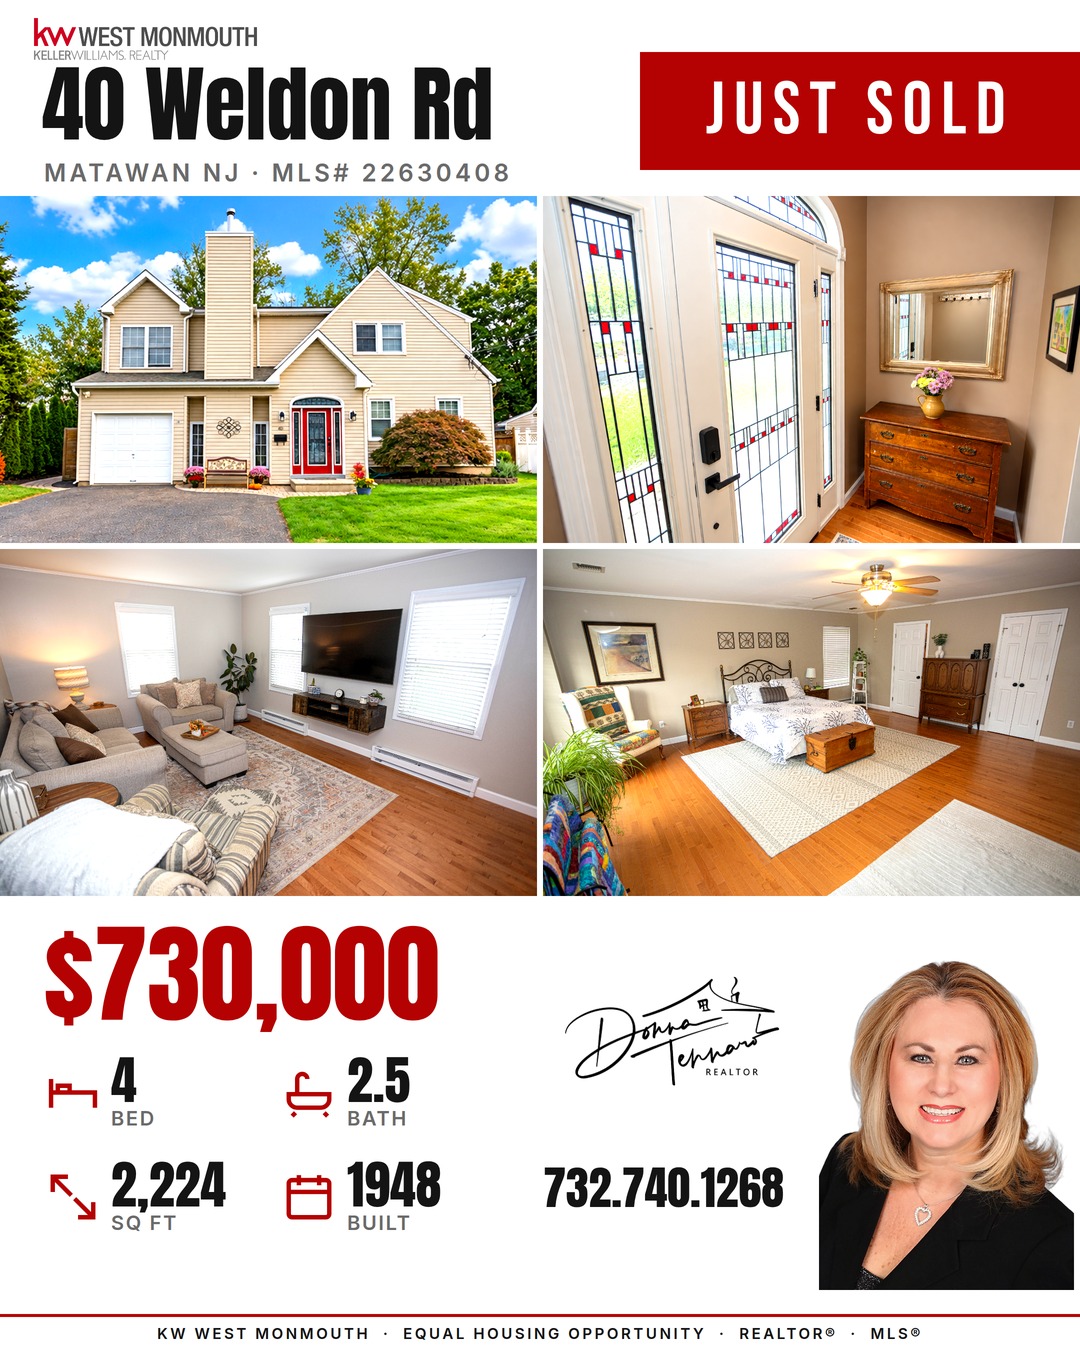 kw WEST MONMOUTH
KELLERWILLIAMS. REALTY
40 Weldon Rd
JUST SOLD
MATAWAN NJ · MLS# 22630408
$730,000
4
BED
2.5
BATH
2,224
SQ FT
1948
BUILT
Donna
Tennaro
REALTOR
732.740.1268
KW WEST MONMOUTH · EQUAL HOUSING OPPORTUNITY · REALTOR® · MLS®